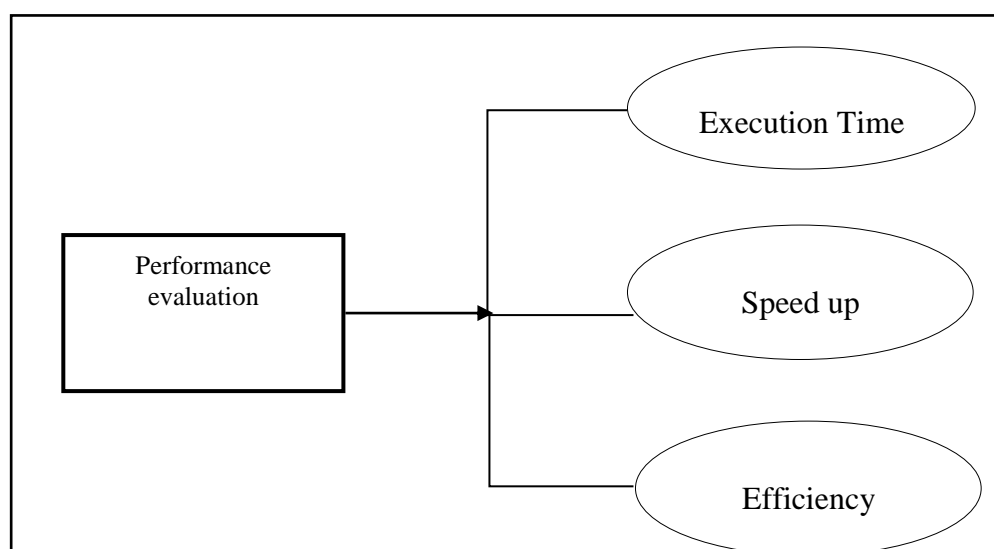 Execution Time
Performance
evaluation
Speed up
Efficiency